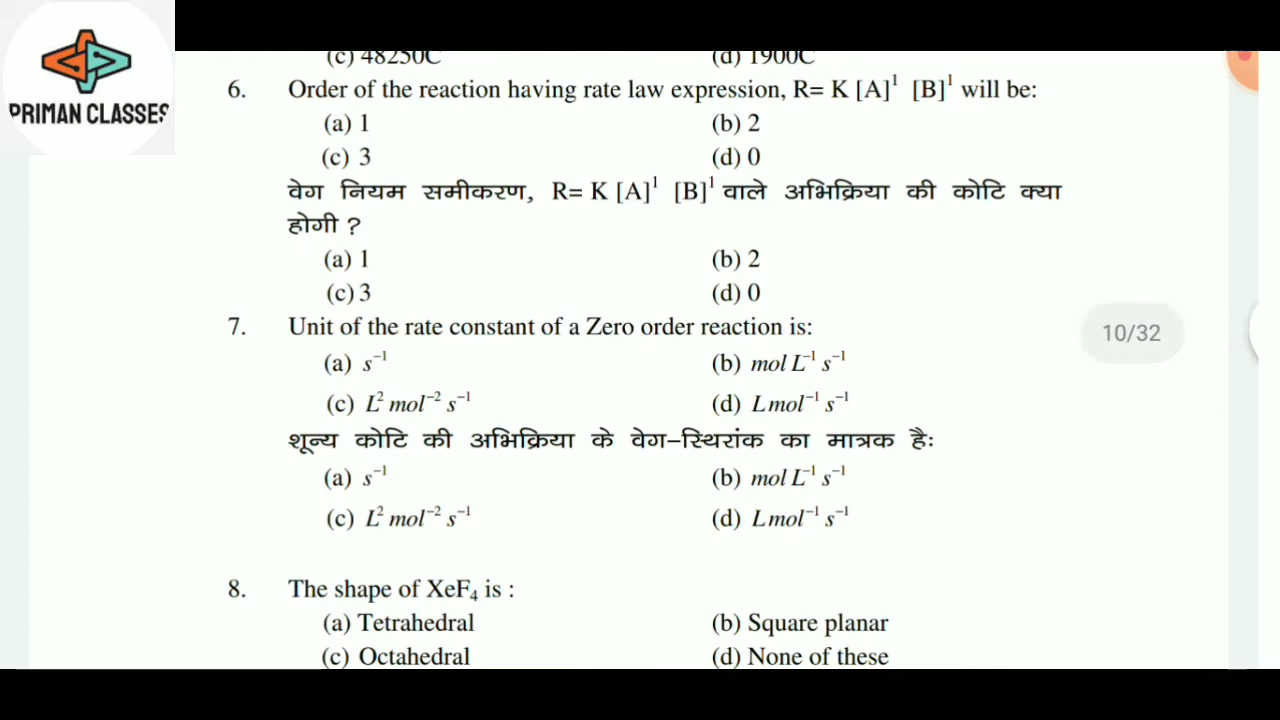 PRIMAN CLASSES
(c) 48250C (d) 1900C
6. Order of the reaction having rate law expression, R= K [A]¹ [B]¹ will be:
(a) 1 (b) 2
(c) 3 (d) 0
वेग नियम समीकरण, R= K [A]¹ [B]¹ वाले अभिक्रिया की कोटि क्या
होगी ?
(a) 1 (b) 2
(c) 3 (d) 0
7. Unit of the rate constant of a Zero order reaction is:
10/32
(a) s⁻¹ (b) mol L⁻¹ s⁻¹
(c) L² mol⁻² s⁻¹ (d) L mol⁻¹ s⁻¹
शून्य कोटि की अभिक्रिया के वेग–स्थिरांक का मात्रक है:
(a) s⁻¹ (b) mol L⁻¹ s⁻¹
(c) L² mol⁻² s⁻¹ (d) L mol⁻¹ s⁻¹
8. The shape of XeF₄ is :
(a) Tetrahedral (b) Square planar
(c) Octahedral (d) None of these